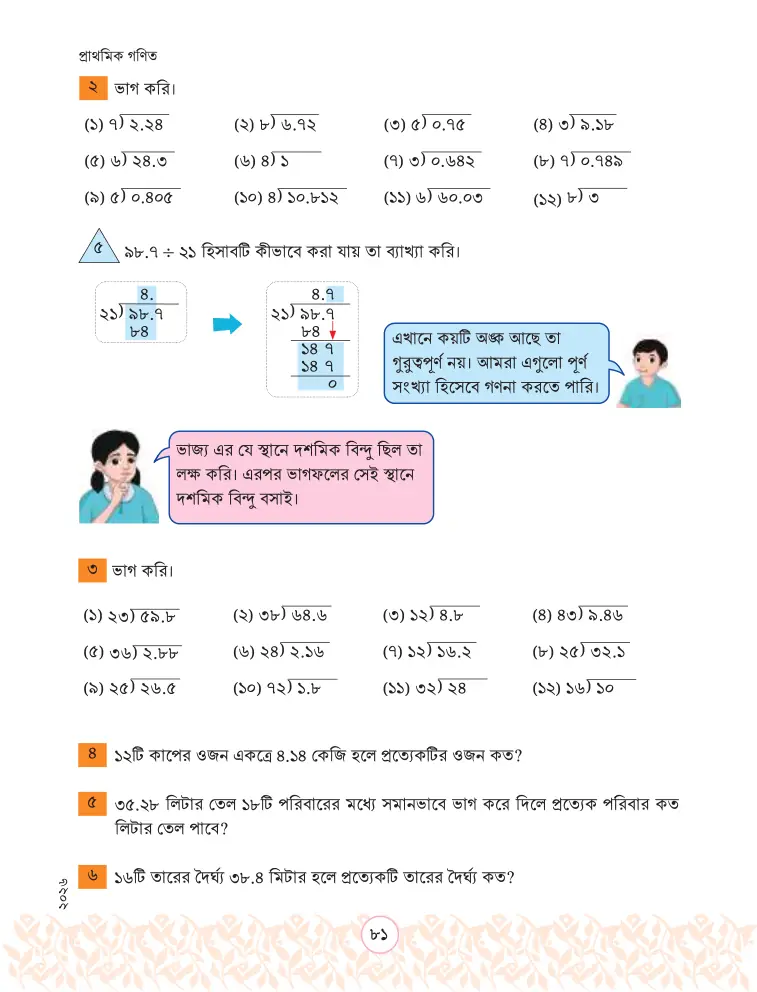 প্রাথমিক গণিত
২ ভাগ করি।
(১) ৭) ২.২৪ (২) ৮) ৬.৭২ (৩) ৫) ০.৭৫ (৪) ৩) ৯.১৮
(৫) ৬) ২৪.৩ (৬) ৪) ১ (৭) ৩) ০.৬৪২ (৮) ৭) ০.৭৪৯
(৯) ৫) ০.৪০৫ (১০) ৪) ১০.৮১২ (১১) ৬) ৬০.০৩ (১২) ৮) ৩
৫ ৯৮.৭ ÷ ২১ হিসাবটি কীভাবে করা যায় তা ব্যাখ্যা করি।
৪.
২১) ৯৮.৭
৮৪
৪.৭
২১) ৯৮.৭
৮৪
১৪ ৭
১৪ ৭
০
এখানে কয়টি অঙ্ক আছে তা
গুরুত্বপূর্ণ নয়। আমরা এগুলো পূর্ণ
সংখ্যা হিসেবে গণনা করতে পারি।
ভাজ্য এর যে স্থানে দশমিক বিন্দু ছিল তা
লক্ষ করি। এরপর ভাগফলের সেই স্থানে
দশমিক বিন্দু বসাই।
৩ ভাগ করি।
(১) ২৩) ৫৯.৮ (২) ৩৮) ৬৪.৬ (৩) ১২) ৪.৮ (৪) ৪৩) ৯.৪৬
(৫) ৩৬) ২.৮৮ (৬) ২৪) ২.১৬ (৭) ১২) ১৬.২ (৮) ২৫) ৩২.১
(৯) ২৫) ২৬.৫ (১০) ৭২) ১.৮ (১১) ৩২) ২৪ (১২) ১৬) ১০
৪ ১২টি কাপের ওজন একত্রে ৪.১৪ কেজি হলে প্রত্যেকটির ওজন কত?
৫ ৩৫.২৮ লিটার তেল ১৮টি পরিবারের মধ্যে সমানভাবে ভাগ করে দিলে প্রত্যেক পরিবার কত
লিটার তেল পাবে?
৬ ১৬টি তারের দৈর্ঘ্য ৩৮.৪ মিটার হলে প্রত্যেকটি তারের দৈর্ঘ্য কত?
২০২৬
৮১